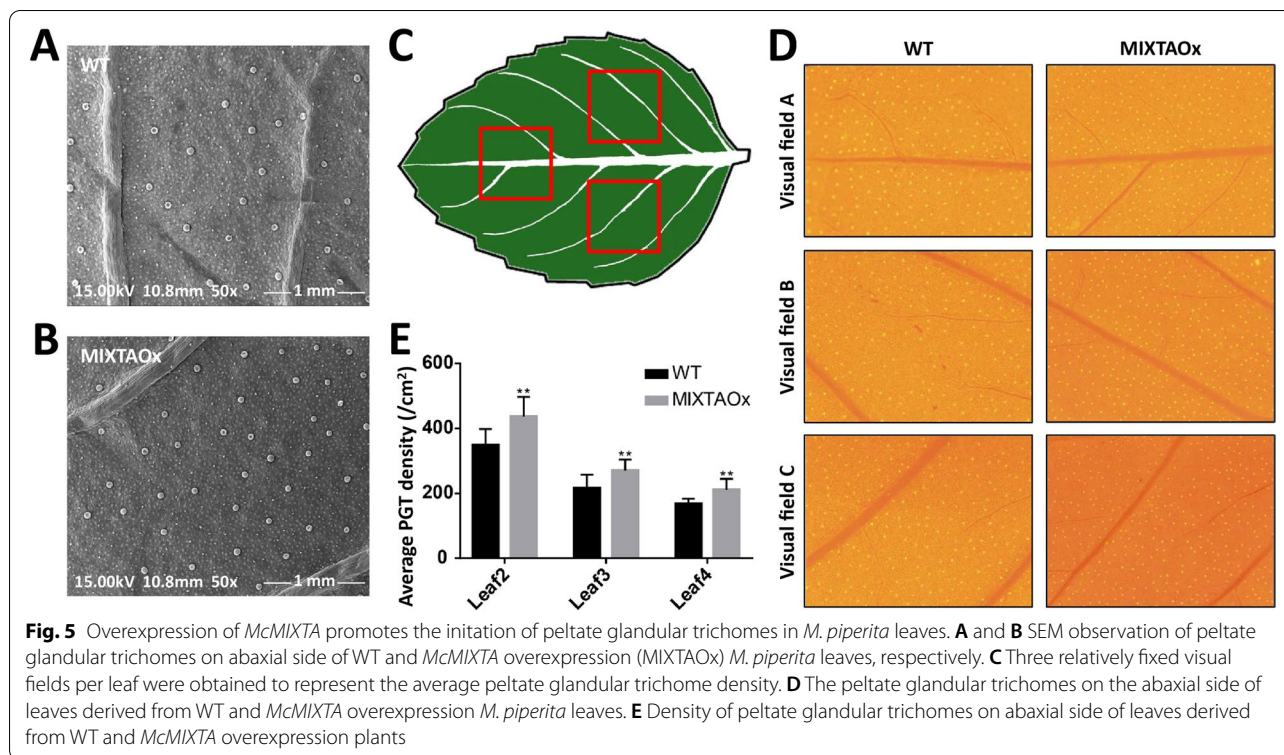 A
WT
15.00kV 10.8mm 50x 1 mm
B
MIXTAOx
15.00kV 10.8mm 50x 1 mm
C
E
Average PGT density (/cm²)
600
400
200
0
WT
MIXTAOx
**
**
**
Leaf2
Leaf3
Leaf4
D
WT MIXTAOx
Visual field A
Visual field B
Visual field C
Fig. 5 Overexpression of McMIXTA promotes the initation of peltate glandular trichomes in M. piperita leaves. A and B SEM observation of peltate
glandular trichomes on abaxial side of WT and McMIXTA overexpression (MIXTAOx) M. piperita leaves, respectively. C Three relatively fixed visual
fields per leaf were obtained to represent the average peltate glandular trichome density. D The peltate glandular trichomes on the abaxial side of
leaves derived from WT and McMIXTA overexpression M. piperita leaves. E Density of peltate glandular trichomes on abaxial side of leaves derived
from WT and McMIXTA overexpression plants